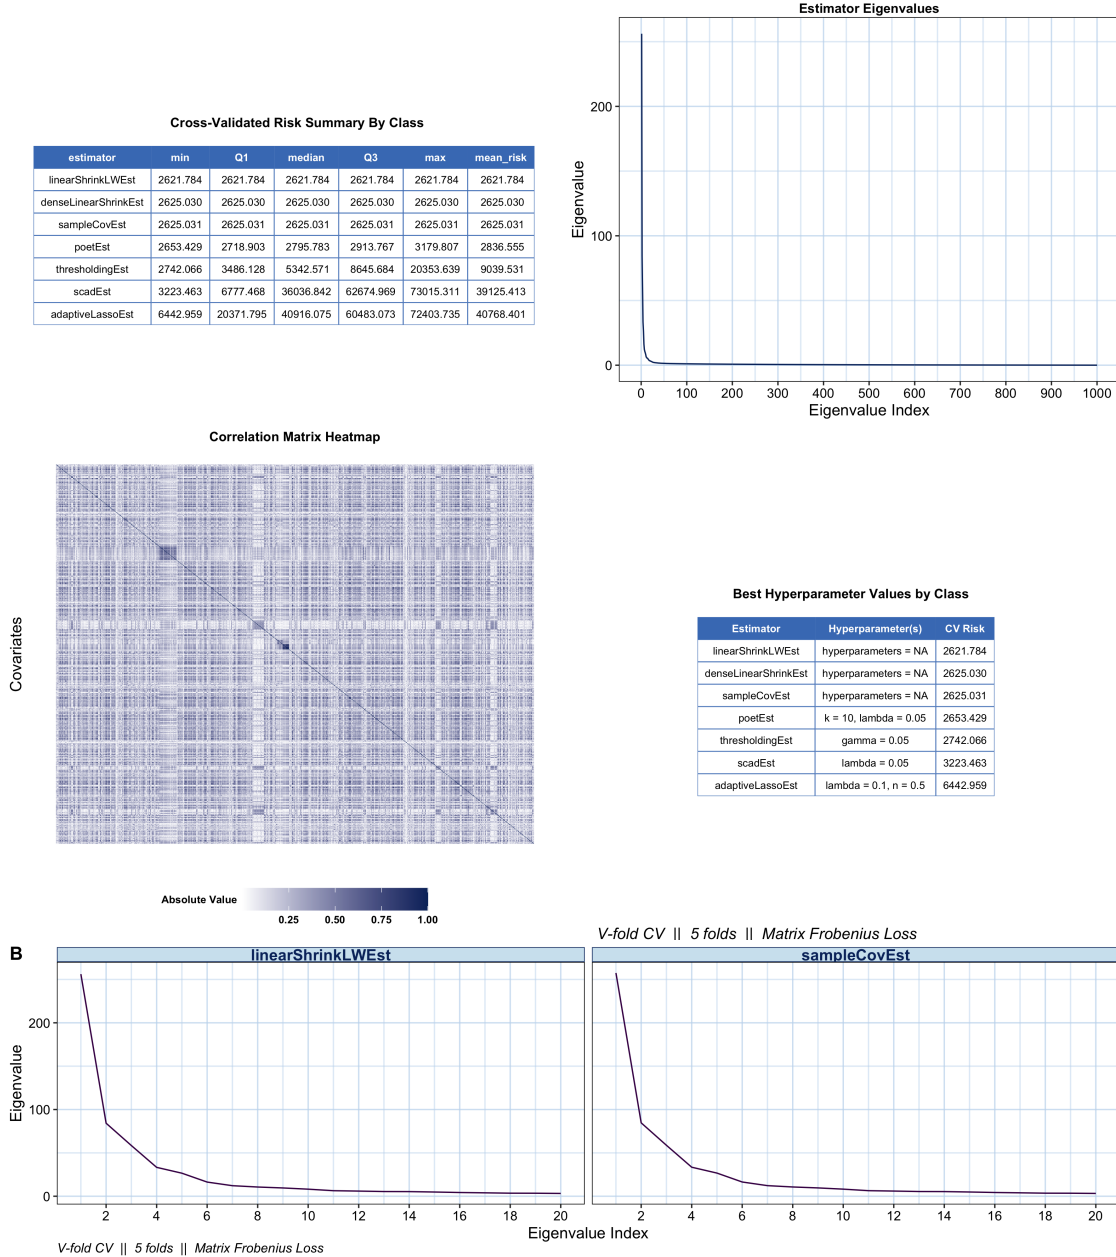 Estimator Eigenvalues
Eigenvalue
200
100
0
0 100 200 300 400 500 600 700 800 900 1000
Eigenvalue Index
Cross-Validated Risk Summary By Class
estimator min Q1 median Q3 max mean_risk
linearShrinkLWEst 2621.784 2621.784 2621.784 2621.784 2621.784 2621.784
denseLinearShrinkEst 2625.030 2625.030 2625.030 2625.030 2625.030 2625.030
sampleCovEst 2625.031 2625.031 2625.031 2625.031 2625.031 2625.031
poetEst 2653.429 2718.903 2795.783 2913.767 3179.807 2836.555
thresholdingEst 2742.066 3486.128 5342.571 8645.684 20353.639 9039.531
scadEst 3223.463 6777.468 36036.842 62674.969 73015.311 39125.413
adaptiveLassoEst 6442.959 20371.795 40916.075 60483.073 72403.735 40768.401
Correlation Matrix Heatmap
Covariates
Absolute Value
0.25 0.50 0.75 1.00
Best Hyperparameter Values by Class
Estimator Hyperparameter(s) CV Risk
linearShrinkLWEst hyperparameters = NA 2621.784
denseLinearShrinkEst hyperparameters = NA 2625.030
sampleCovEst hyperparameters = NA 2625.031
poetEst k = 10, lambda = 0.05 2653.429
thresholdingEst gamma = 0.05 2742.066
scadEst lambda = 0.05 3223.463
adaptiveLassoEst lambda = 0.1, n = 0.5 6442.959
V-fold CV || 5 folds || Matrix Frobenius Loss
B
linearShrinkLWEst sampleCovEst
Eigenvalue
200
100
0
2 4 6 8 10 12 14 16 18 20 2 4 6 8 10 12 14 16 18 20
Eigenvalue Index
V-fold CV || 5 folds || Matrix Frobenius Loss